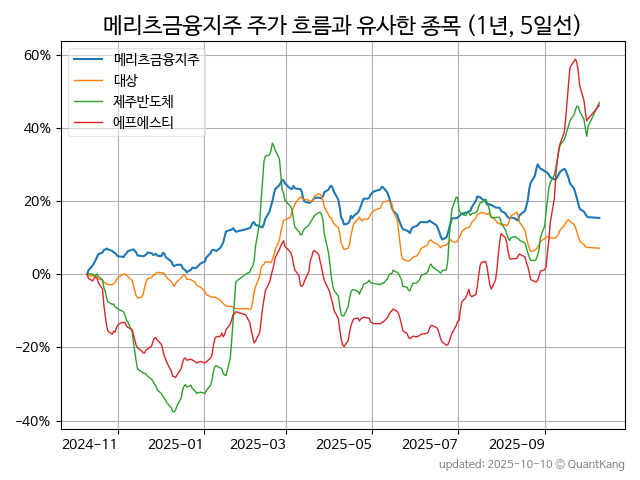 메리츠금융지주 주가 흐름과 유사한 종목 (1년, 5일선)
메리츠금융지주
대상
제주반도체
에프에스티
60%
40%
20%
0%
−20%
−40%
2024-11 2025-01 2025-03 2025-05 2025-07 2025-09
updated: 2025-10-10 © QuantKang